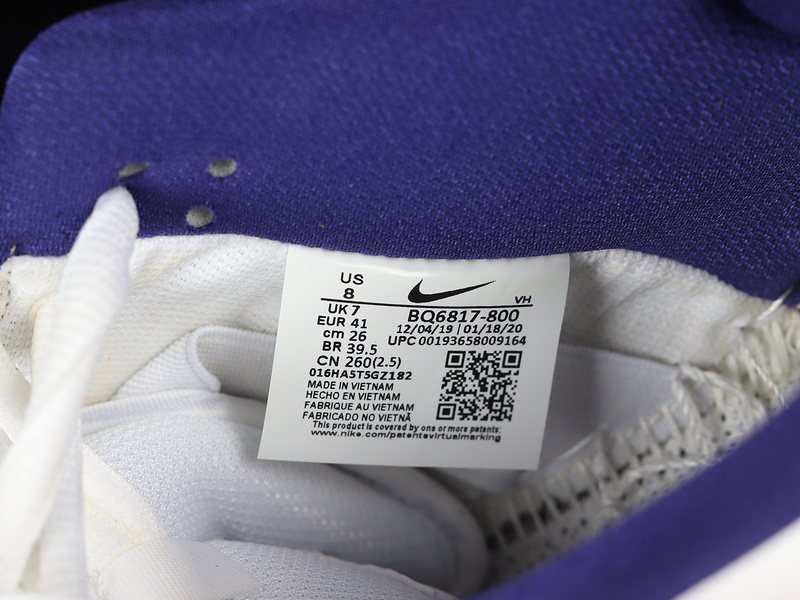 US
8
VH
UK 7
BQ6817-800
EUR 41
12/04/19 | 01/18/20
cm 26
UPC 00193658009164
BR 39.5
CN 260(2.5)
016HA5T5GZ182
MADE IN VIETNAM
HECHO EN VIETNAM
FABRIQUE AU VIETNAM
FABRICADO NO VIETNÃ
This product is covered by one or more patents:
www.nike.com/patentsvirtualmarking